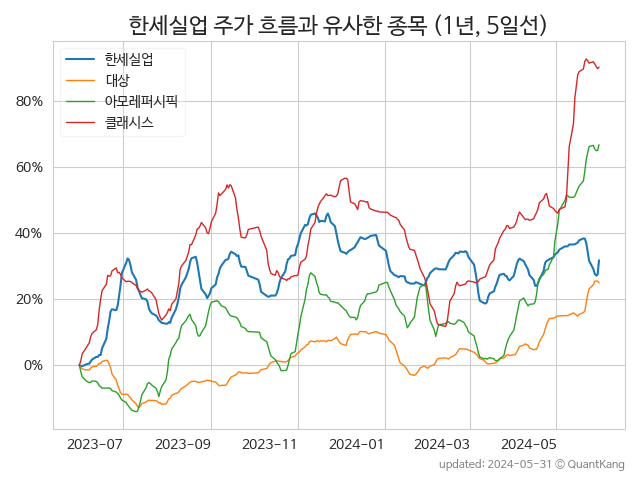 한세실업 주가 흐름과 유사한 종목 (1년, 5일선)
한세실업
대상
아모레퍼시픽
클래시스
80%
60%
40%
20%
0%
2023-07 2023-09 2023-11 2024-01 2024-03 2024-05
updated: 2024-05-31 © QuantKang